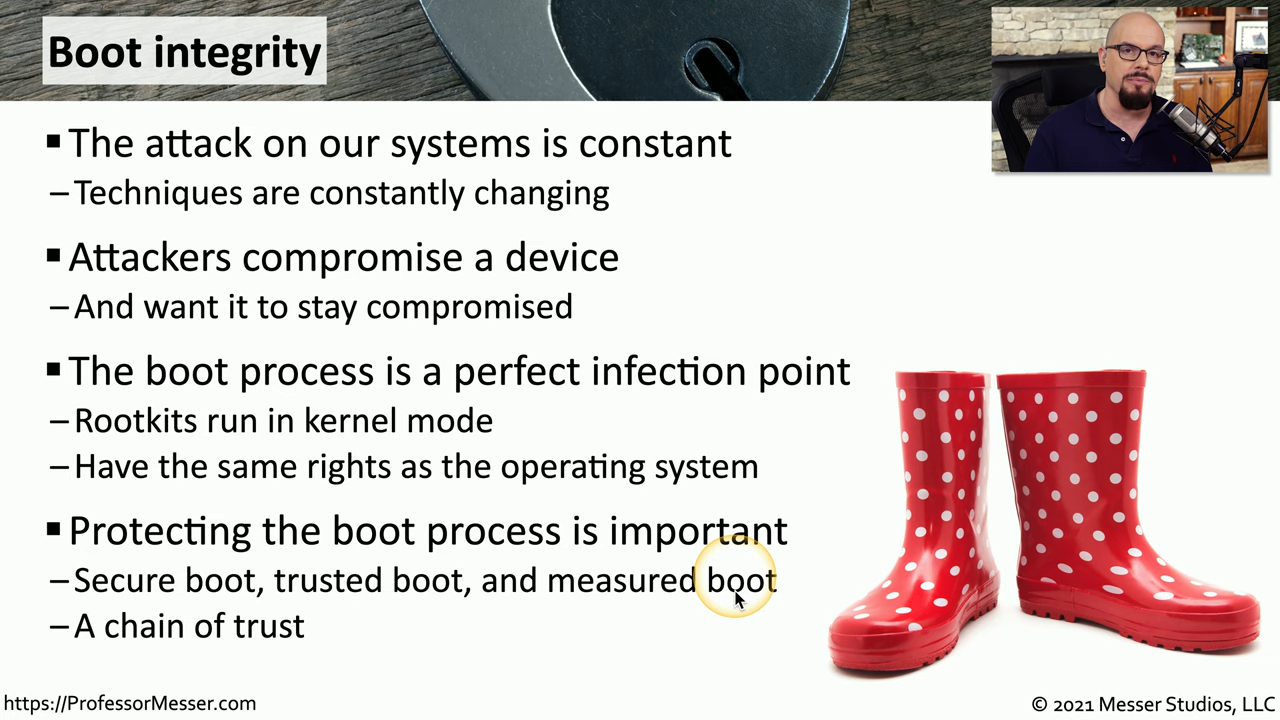 Boot integrity
▪ The attack on our systems is constant
– Techniques are constantly changing
▪ Attackers compromise a device
– And want it to stay compromised
▪ The boot process is a perfect infection point
– Rootkits run in kernel mode
– Have the same rights as the operating system
▪ Protecting the boot process is important
– Secure boot, trusted boot, and measured boot
– A chain of trust
https://ProfessorMesser.com
© 2021 Messer Studios, LLC